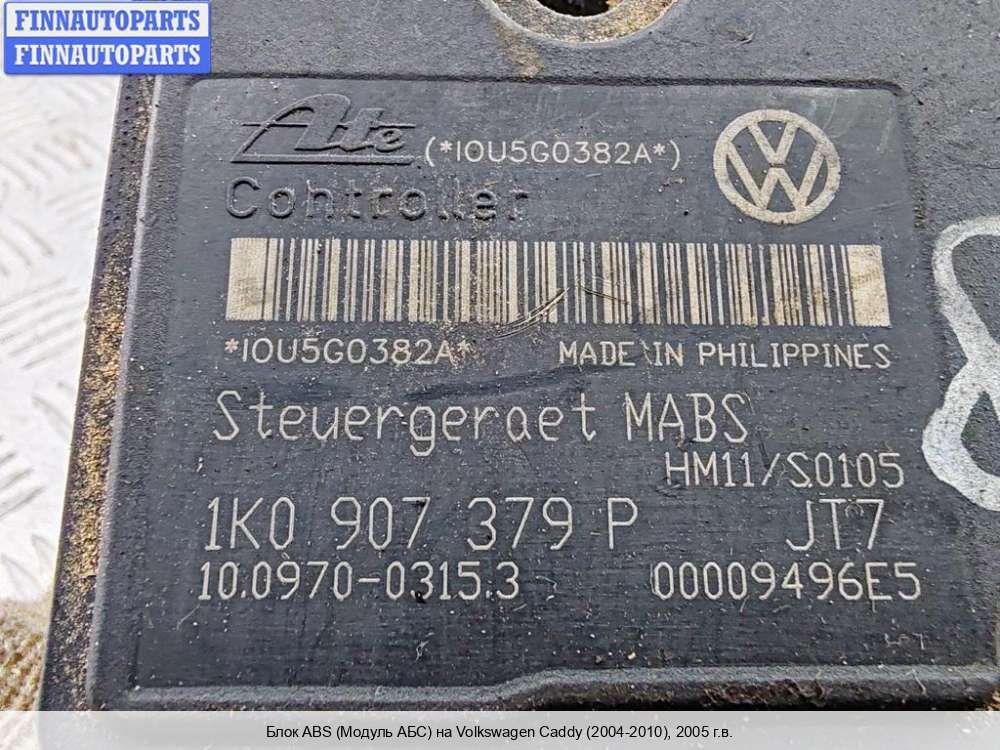 FINNAUTOPARTS
FINNAUTOPARTS
Ate (*IOU5G0382A*)
Controller
*IOU5G0382A*
MADE IN PHILIPPINES
Steuergeraet MABS
HM11/S0105
1K0 907 379 P JT7
10.0970-0315.3 00009496E5
Блок ABS (Модуль АБС) на Volkswagen Caddy (2004-2010), 2005 г.в.